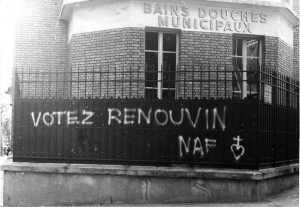 BAINS DOUCHES
MUNICIPAUX
VOTEZ RENOUVIN
NAF